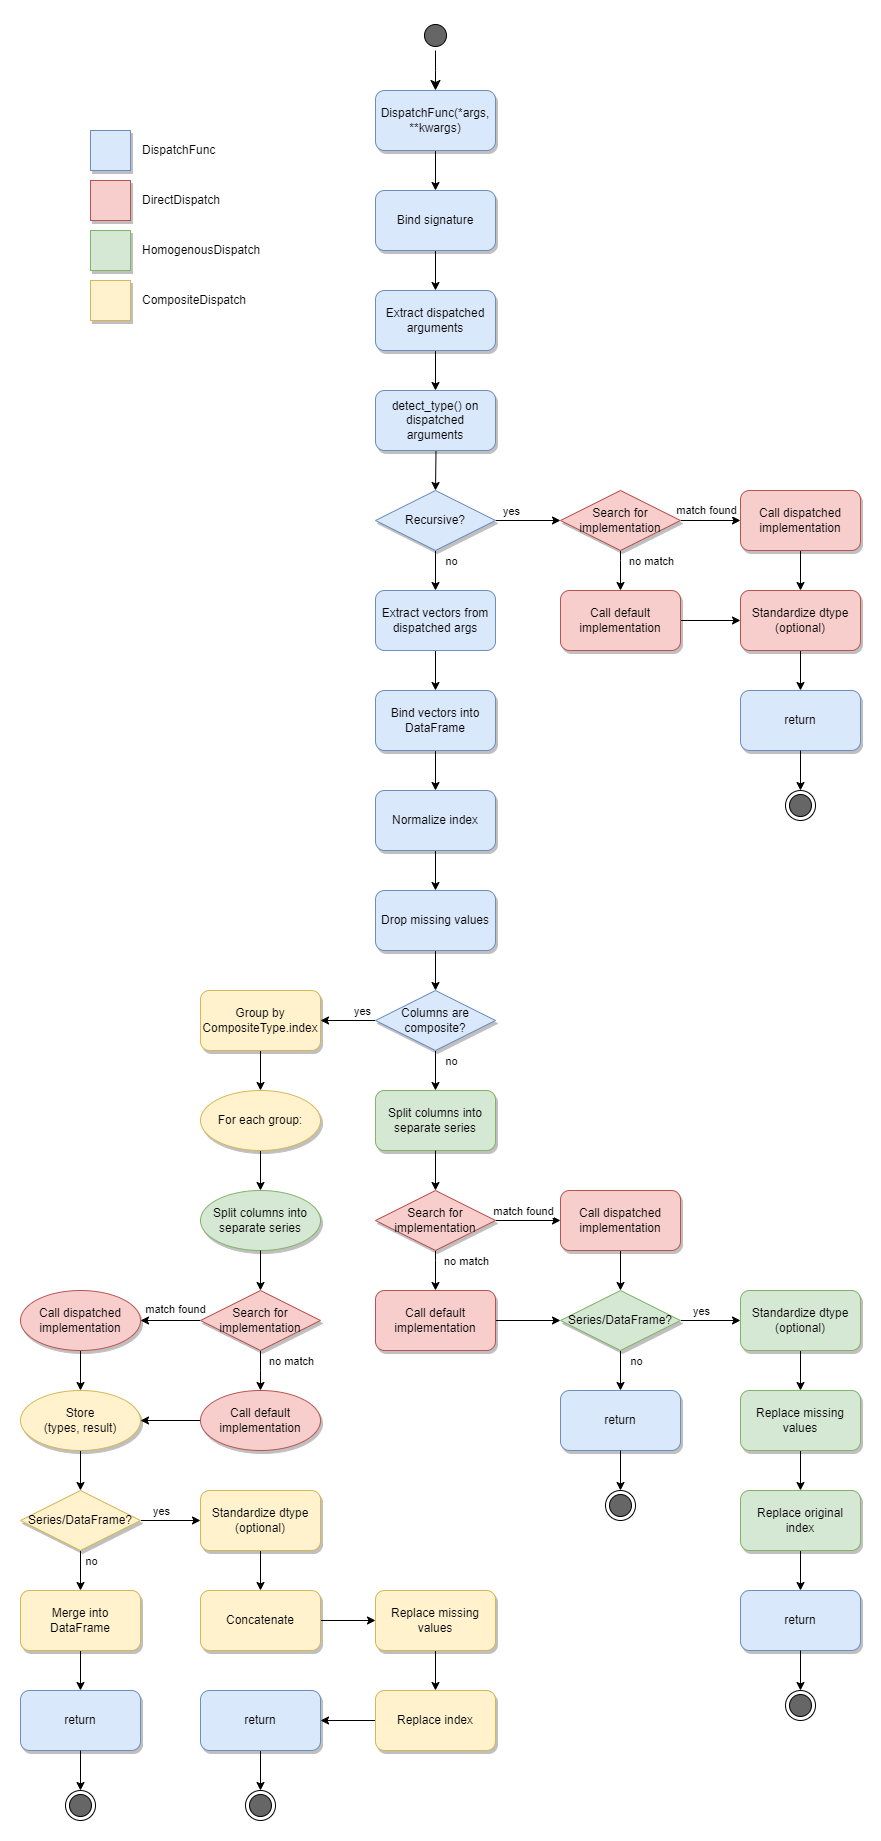 DispatchFunc(*args,
**kwargs)
DispatchFunc
DirectDispatch
Bind signature
HomogenousDispatch
CompositeDispatch
Extract dispatched
arguments
detect_type() on
dispatched
arguments
Recursive?
yes
Search for
implementation
match found
Call dispatched
implementation
no
no match
Extract vectors from
dispatched args
Call default
implementation
Standardize dtype
(optional)
Bind vectors into
DataFrame
return
Normalize index
Drop missing values
Group by
CompositeType.index
yes
Columns are
composite?
no
For each group:
Split columns into
separate series
Split columns into
separate series
Search for
implementation
match found
Call dispatched
implementation
no match
Call dispatched
implementation
match found
Search for
implementation
no match
Call default
implementation
Series/DataFrame?
yes
Standardize dtype
(optional)
no
Store
(types, result)
Call default
implementation
return
Replace missing
values
Series/DataFrame?
yes
Standardize dtype
(optional)
no
Replace original
index
Merge into
DataFrame
Concatenate
Replace missing
values
return
return
return
Replace index